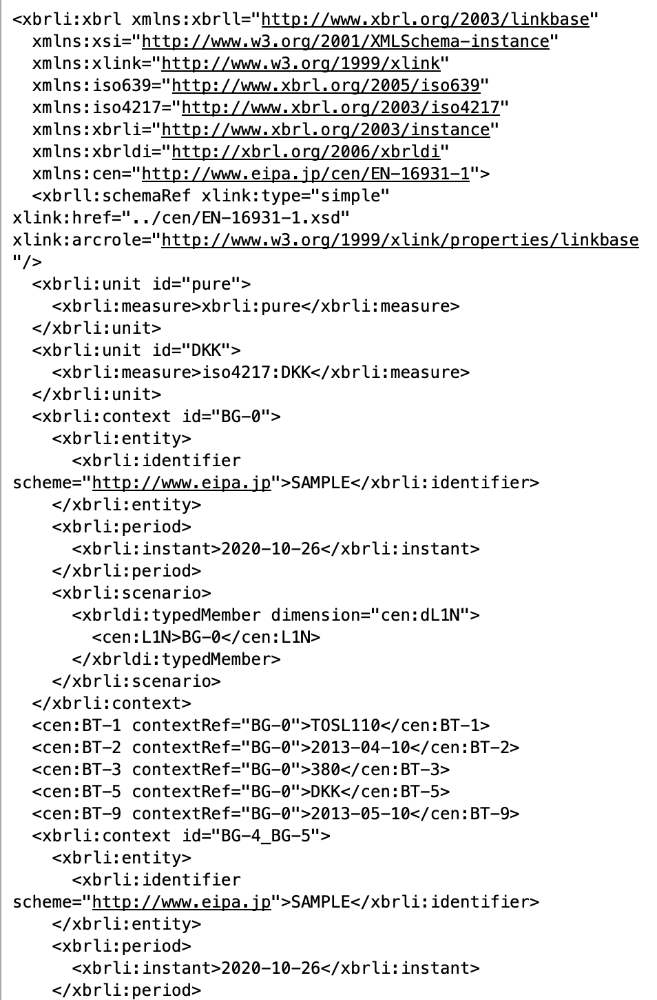 <xbrli:xbrl xmlns:xbrll="http://www.xbrl.org/2003/linkbase"
  xmlns:xsi="http://www.w3.org/2001/XMLSchema-instance"
  xmlns:xlink="http://www.w3.org/1999/xlink"
  xmlns:iso639="http://www.xbrl.org/2005/iso639"
  xmlns:iso4217="http://www.xbrl.org/2003/iso4217"
  xmlns:xbrli="http://www.xbrl.org/2003/instance"
  xmlns:xbrldi="http://xbrl.org/2006/xbrldi"
  xmlns:cen="http://www.eipa.jp/cen/EN-16931-1">
  <xbrll:schemaRef xlink:type="simple"
xlink:href="../cen/EN-16931-1.xsd"
xlink:arcrole="http://www.w3.org/1999/xlink/properties/linkbase
"/>
  <xbrli:unit id="pure">
    <xbrli:measure>xbrli:pure</xbrli:measure>
  </xbrli:unit>
  <xbrli:unit id="DKK">
    <xbrli:measure>iso4217:DKK</xbrli:measure>
  </xbrli:unit>
  <xbrli:context id="BG-0">
    <xbrli:entity>
      <xbrli:identifier
scheme="http://www.eipa.jp">SAMPLE</xbrli:identifier>
    </xbrli:entity>
    <xbrli:period>
      <xbrli:instant>2020-10-26</xbrli:instant>
    </xbrli:period>
    <xbrli:scenario>
      <xbrldi:typedMember dimension="cen:dL1N">
        <cen:L1N>BG-0</cen:L1N>
      </xbrldi:typedMember>
    </xbrli:scenario>
  </xbrli:context>
  <cen:BT-1 contextRef="BG-0">TOSL110</cen:BT-1>
  <cen:BT-2 contextRef="BG-0">2013-04-10</cen:BT-2>
  <cen:BT-3 contextRef="BG-0">380</cen:BT-3>
  <cen:BT-5 contextRef="BG-0">DKK</cen:BT-5>
  <cen:BT-9 contextRef="BG-0">2013-05-10</cen:BT-9>
  <xbrli:context id="BG-4_BG-5">
    <xbrli:entity>
      <xbrli:identifier
scheme="http://www.eipa.jp">SAMPLE</xbrli:identifier>
    </xbrli:entity>
    <xbrli:period>
      <xbrli:instant>2020-10-26</xbrli:instant>
    </xbrli:period>